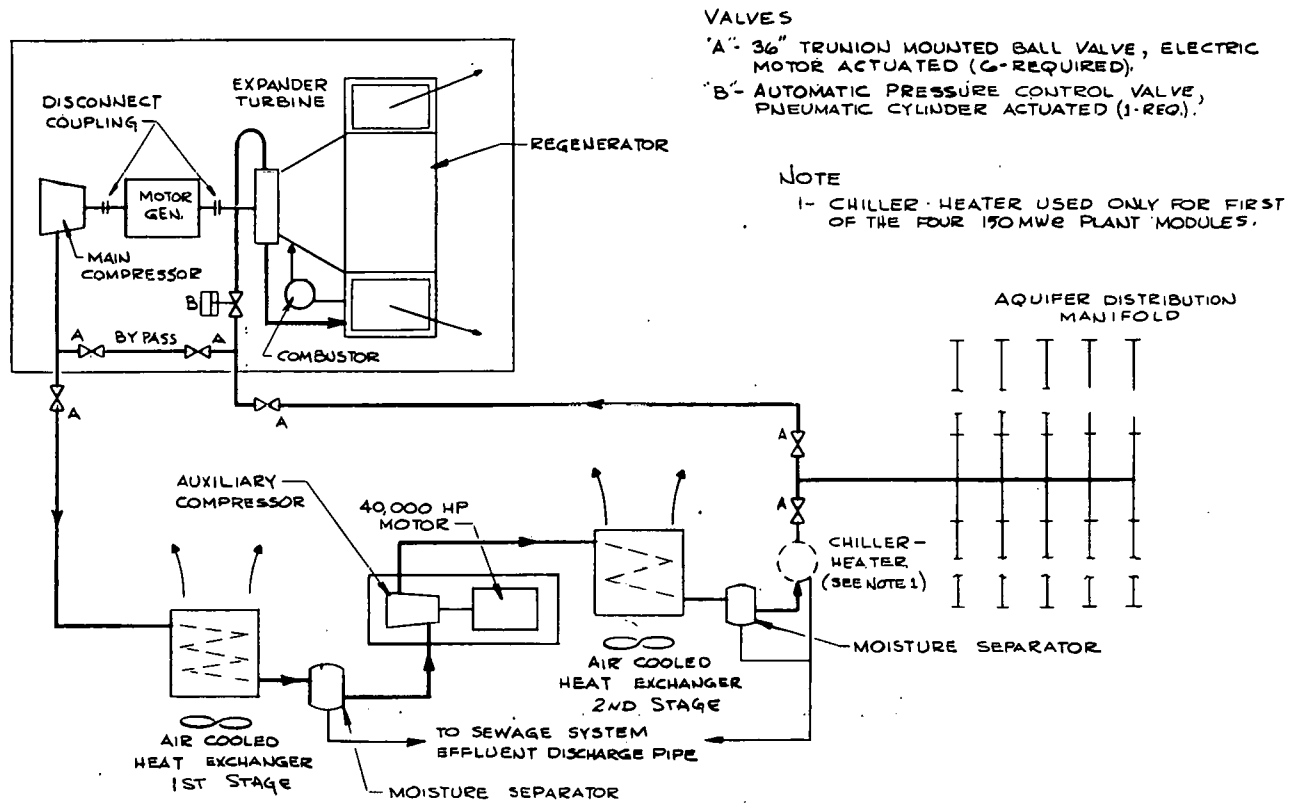 VALVES
"A"- 36" TRUNION MOUNTED BALL VALVE, ELECTRIC
MOTOR ACTUATED (6-REQUIRED).
"B"- AUTOMATIC PRESSURE CONTROL VALVE,
PNEUMATIC CYLINDER ACTUATED (1-REQ.).
NOTE
1- CHILLER-HEATER USED ONLY FOR FIRST
OF THE FOUR 150 MWe PLANT MODULES.
DISCONNECT
COUPLING
EXPANDER
TURBINE
REGENERATOR
MOTOR
GEN.
MAIN
COMPRESSOR
B
A
BYPASS
A
COMBUSTOR
A
A
AQUIFER DISTRIBUTION
MANIFOLD
A
A
AUXILIARY
COMPRESSOR
40,000 HP
MOTOR
CHILLER-
HEATER
(SEE NOTE 1)
MOISTURE SEPARATOR
AIR COOLED
HEAT EXCHANGER
2ND STAGE
TO SEWAGE SYSTEM
EFFLUENT DISCHARGE PIPE
AIR COOLED
HEAT EXCHANGER
1ST STAGE
MOISTURE SEPARATOR